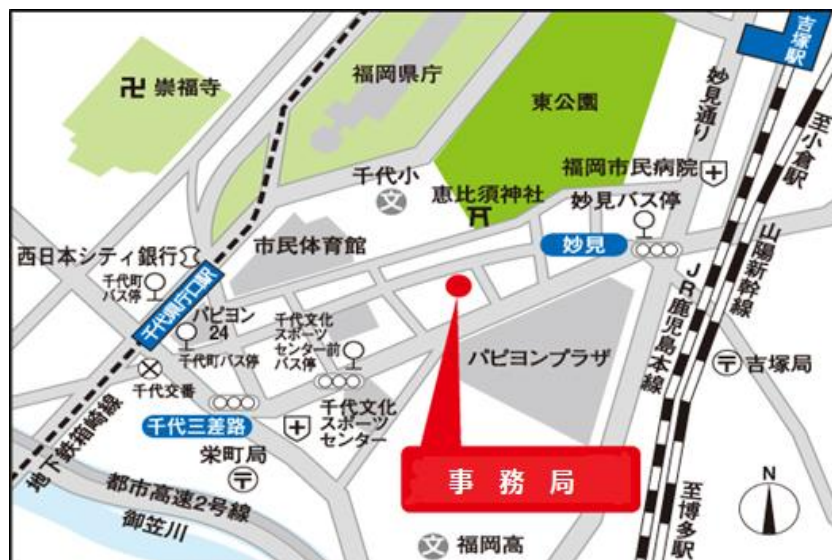 吉塚駅
福岡県庁
卍 崇福寺
東公園
妙見通り
至小倉駅
千代小
文
福岡市民病院
恵比須神社
妙見バス停
市民体育館
妙見
山陽新幹線
西日本シティ銀行
千代町
バス停
千代県庁口駅
パピヨン
24
千代町バス停
千代文化
スポーツ
センター前
バス停
JR鹿児島本線
パピヨンプラザ
吉塚局
千代交番
千代三差路
千代文化
スポーツ
センター
地下鉄箱崎線
栄町局
事務局
都市高速2号線
御笠川
至博多駅
N
文
福岡高